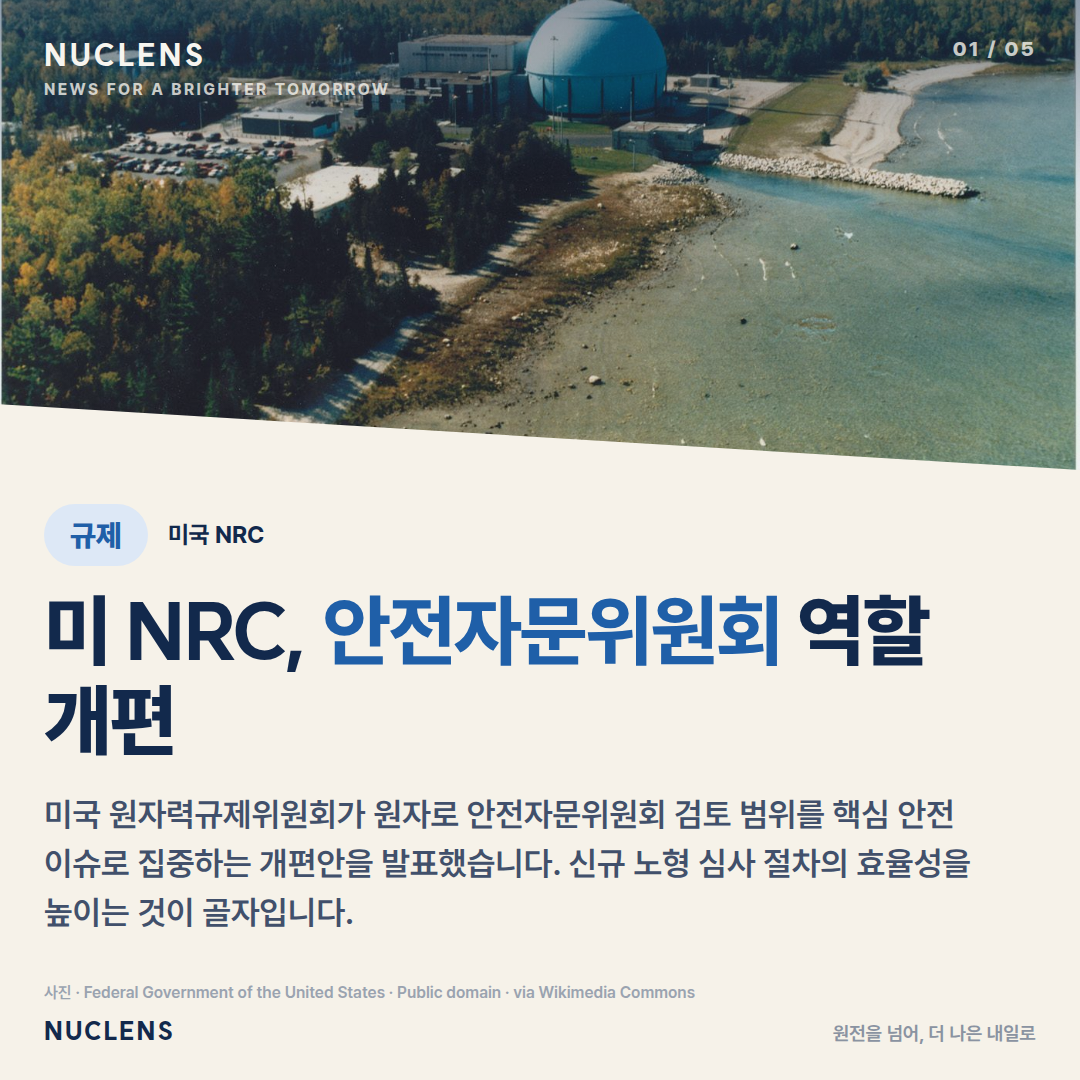 NUCLENS
01 / 05
NEWS FOR A BRIGHTER TOMORROW
규제
미국 NRC
미 NRC, 안전자문위원회 역할
개편
미국 원자력규제위원회가 원자로 안전자문위원회 검토 범위를 핵심 안전
이슈로 집중하는 개편안을 발표했습니다. 신규 노형 심사 절차의 효율성을
높이는 것이 골자입니다.
사진 · Federal Government of the United States · Public domain · via Wikimedia Commons
NUCLENS
원전을 넘어, 더 나은 내일로